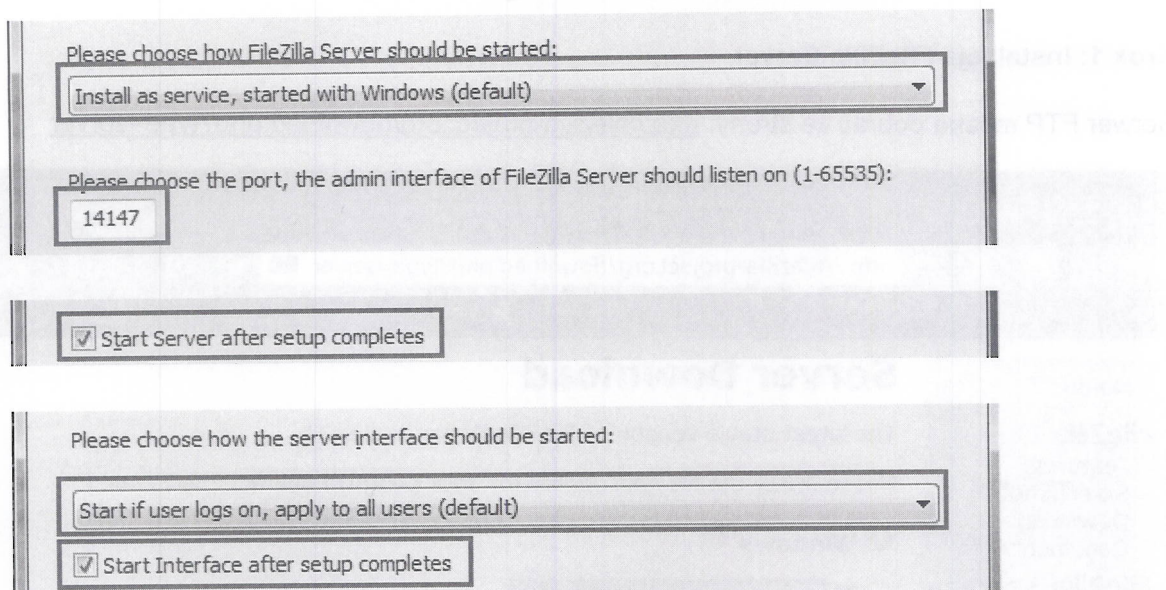 Please choose how FileZilla Server should be started:
Install as service, started with Windows (default)
Please choose the port, the admin interface of FileZilla Server should listen on (1-65535):
14147
Start Server after setup completes
Please choose how the server interface should be started:
Start if user logs on, apply to all users (default)
Start Interface after setup completes